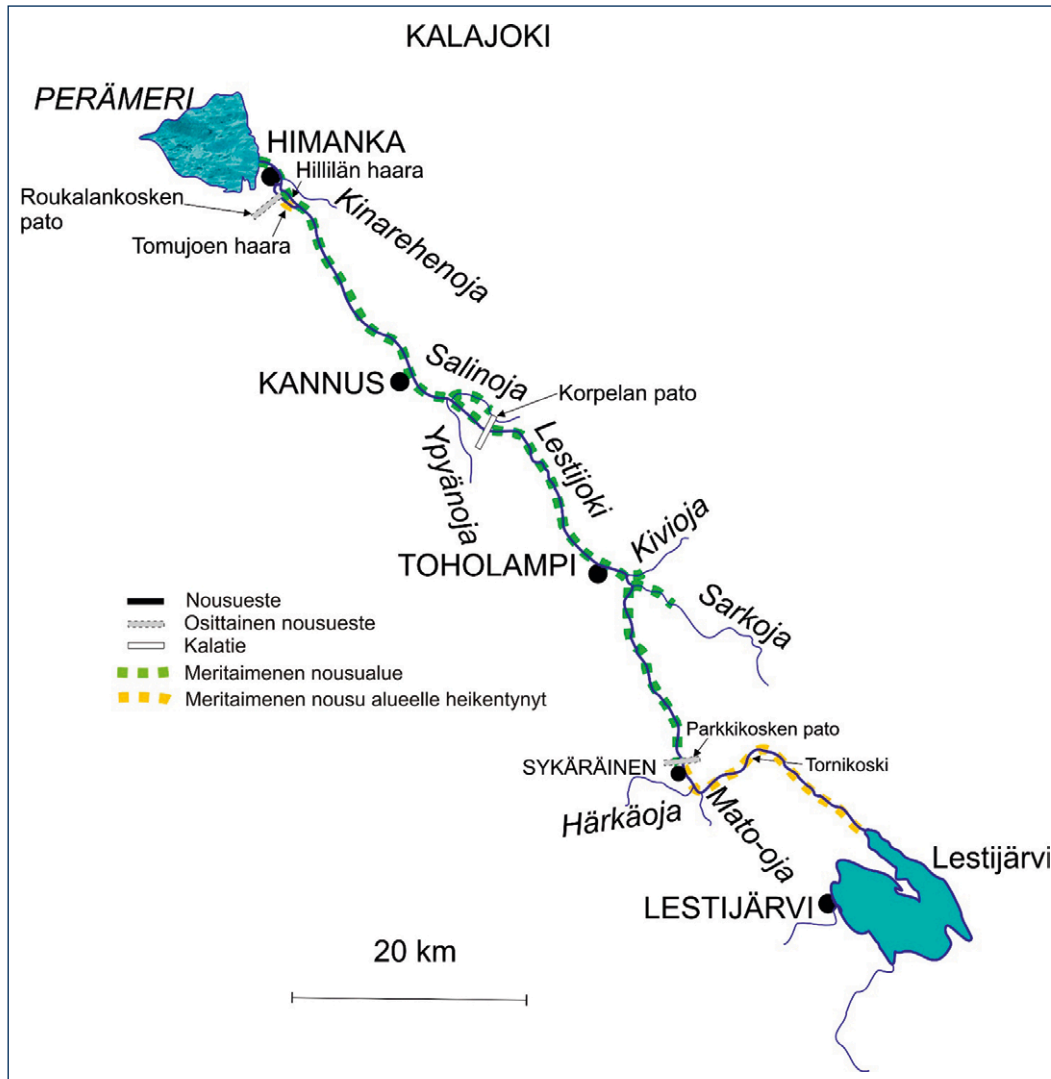 KALAJOKI
PERÄMERI
HIMANKA
Hillilän haara
Roukalankosken
pato
Kinarehenoja
Tomujoen haara
Salinoja
KANNUS
Korpelan pato
Ypyänoja
Lestijoki
Kivioja
TOHOLAMPI
Sarkoja
Nousueste
Osittainen nousueste
Kalatie
Meritaimenen nousualue
Meritaimenen nousu alueelle heikentynyt
Parkkikosken pato
SYKÄRÄINEN
Tornikoski
Härkäoja
Mato-oja
Lestijärvi
LESTIJÄRVI
20 km